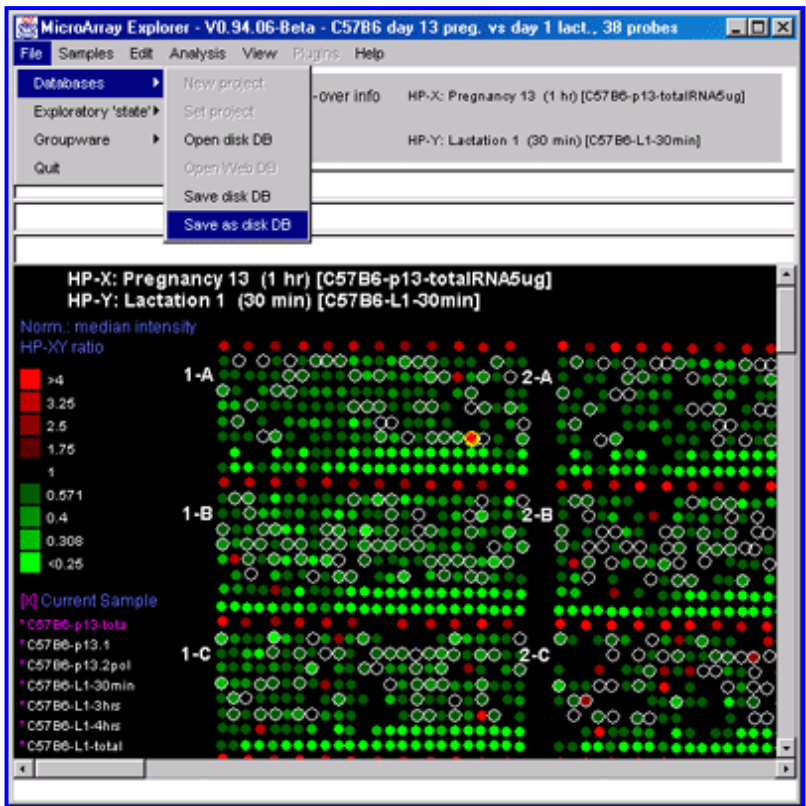 MicroArray Explorer - V0.94.06-Beta - C57B6 day 13 preg. vs day 1 lact., 38 probes
File Samples Edit Analysis View Plugins Help
Databases
Exploratory 'state'
Groupware
Quit
New project
Set project
Open disk DB
Open Web DB
Save disk DB
Save as disk DB
-over info
HP-X: Pregnancy 13 (1 hr) [C57B6-p13-totalRNA5ug]
HP-Y: Lactation 1 (30 min) [C57B6-L1-30min]
HP-X: Pregnancy 13 (1 hr) [C57B6-p13-totalRNA5ug]
HP-Y: Lactation 1 (30 min) [C57B6-L1-30min]
Norm.: median intensity
HP-XY ratio
>4
3.25
2.5
1.75
1
0.571
0.4
0.308
<0.25
1-A
2-A
1-B
2-B
1-C
2-C
[X] Current Sample
*C57B6-p13-tota
*C57B6-p13.1
*C57B6-p13.2pol
*C57B6-L1-30min
*C57B6-L1-3hrs
*C57B6-L1-4hrs
*C57B6-L1-total